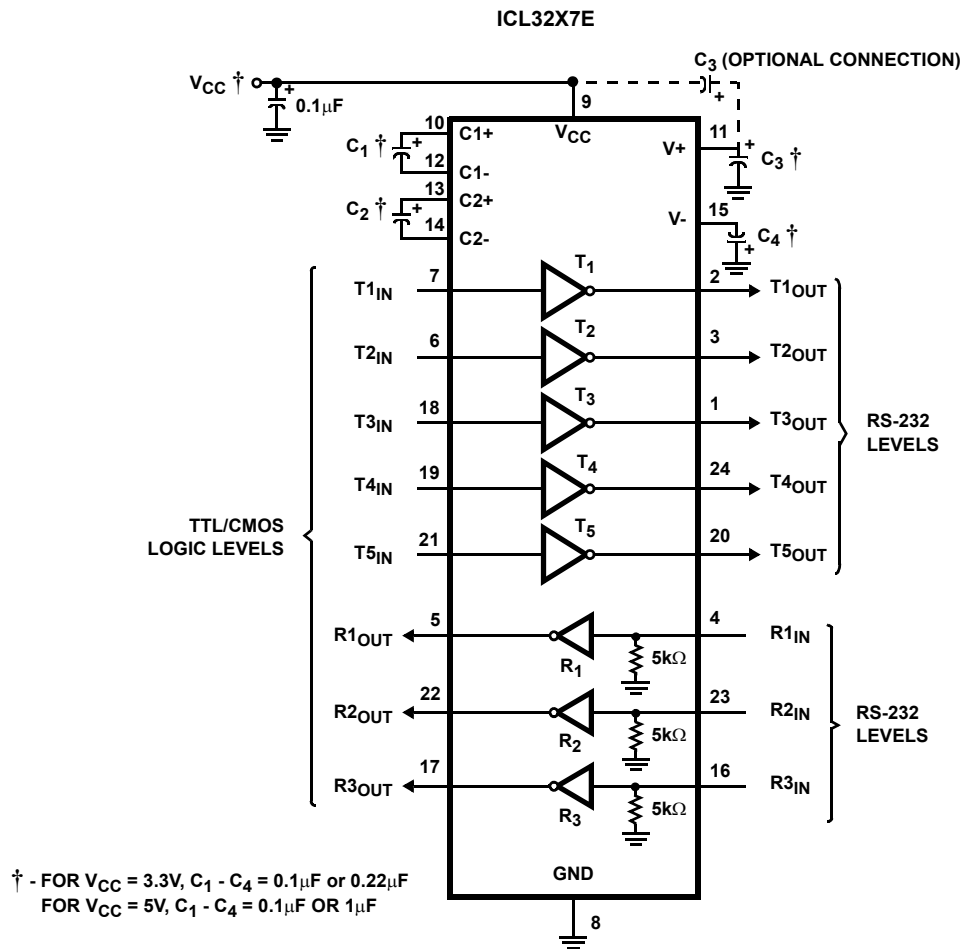 ICL32X7E
C3 (OPTIONAL CONNECTION)
VCC †
+
0.1μF
+
9
VCC
10
C1+
C1 †
+
12
C1-
13
C2+
C2 †
+
14
C2-
11
V+
+
C3 †
15
V-
C4 †
+
T1IN
7
T1
2
T1OUT
T2IN
6
T2
3
T2OUT
T3IN
18
T3
1
T3OUT
T4IN
19
T4
24
T4OUT
T5IN
21
T5
20
T5OUT
TTL/CMOS
LOGIC LEVELS
RS-232
LEVELS
R1OUT
5
R1
5kΩ
4
R1IN
R2OUT
22
R2
5kΩ
23
R2IN
R3OUT
17
R3
5kΩ
16
R3IN
RS-232
LEVELS
GND
8
† - FOR VCC = 3.3V, C1 - C4 = 0.1μF or 0.22μF
FOR VCC = 5V, C1 - C4 = 0.1μF OR 1μF